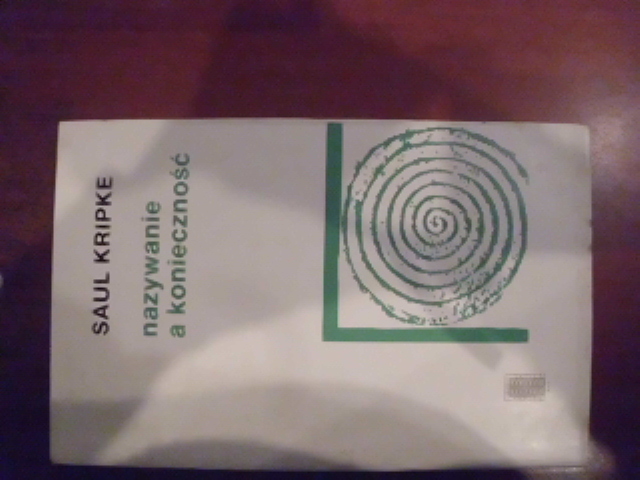 SAUL KRIPKE
nazywanie
a konieczność